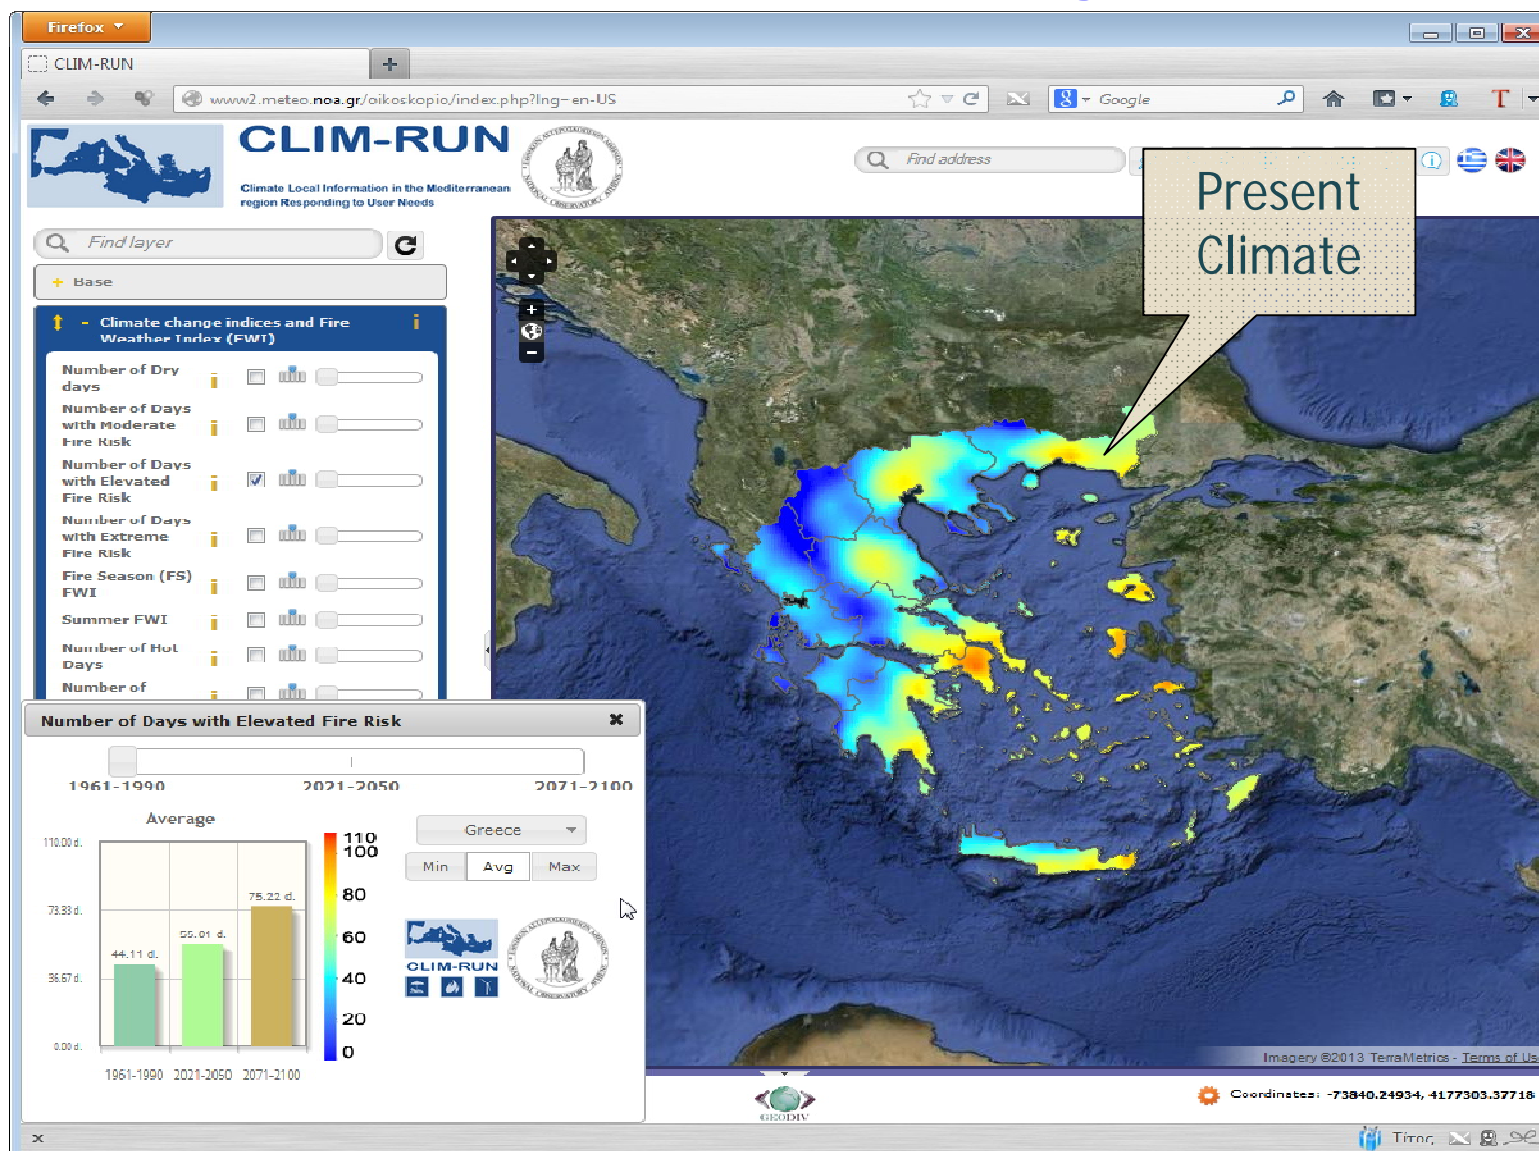 Firefox
CLIM-RUN
www2.meteo.noa.gr/oikoskopio/index.php?lng=en-US
Google
CLIM-RUN
Climate Local Information in the Mediterranean
region Responding to User Needs
Find address
Present
Climate
Find layer
+ Base
- Climate change indices and Fire
Weather Index (FWI)
Number of Dry
days
Number of Days
with Moderate
Fire Risk
Number of Days
with Elevated
Fire Risk
Number of Days
with Extreme
Fire Risk
Fire Season (FS)
FWI
Summer FWI
Number of Hot
Days
Number of
Number of Days with Elevated Fire Risk
1961-1990 2021-2050 2071-2100
Average
Greece
Min Avg Max
110.00 d.
73.33 d.
36.67 d.
0.00 d.
44.11 d.
55.01 d.
75.22 d.
1961-1990 2021-2050 2071-2100
110
100
80
60
40
20
0
CLIM-RUN
Imagery ©2013 TerraMetrics - Terms of Us
GEODIV
Coordinates: -73840.24934, 4177303.37718
Τίτος